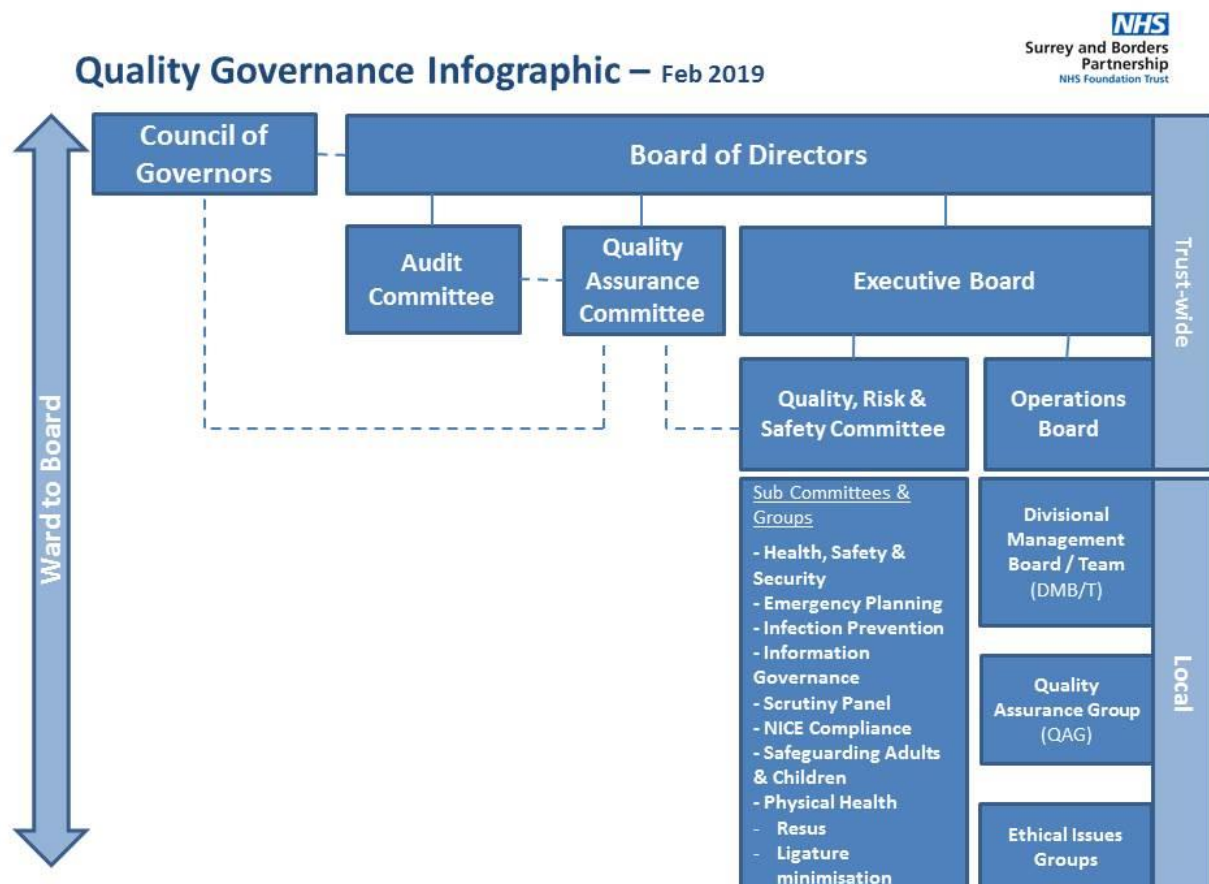 NHS
Surrey and Borders
Partnership
NHS Foundation Trust
Quality Governance Infographic – Feb 2019
Ward to Board
Council of
Governors
Board of Directors
Audit
Committee
Quality
Assurance
Committee
Executive Board
Trust-wide
Quality, Risk &
Safety Committee
Operations
Board
Sub Committees &
Groups
- Health, Safety &
Security
- Emergency Planning
- Infection Prevention
- Information
Governance
- Scrutiny Panel
- NICE Compliance
- Safeguarding Adults
& Children
- Physical Health
- Resus
- Ligature
minimisation
Divisional
Management
Board / Team
(DMB/T)
Quality
Assurance Group
(QAG)
Ethical Issues
Groups
Local